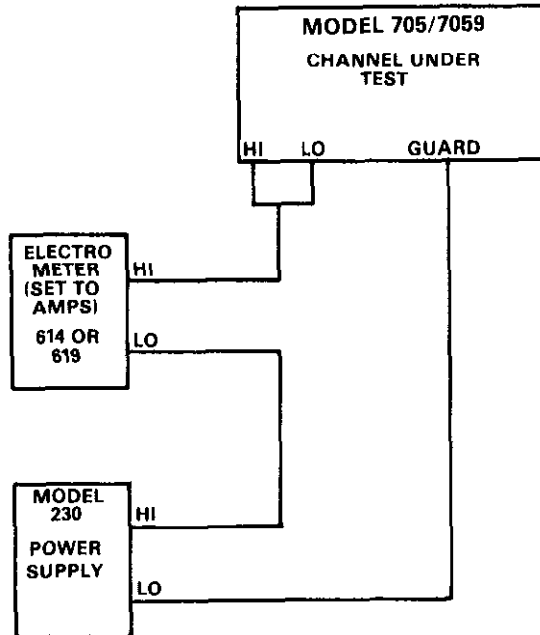 MODEL 705/7059
CHANNEL UNDER
TEST
HI LO GUARD
ELECTRO
METER
(SET TO
AMPS)
614 OR
619
HI
LO
MODEL
230
POWER
SUPPLY
HI
LO